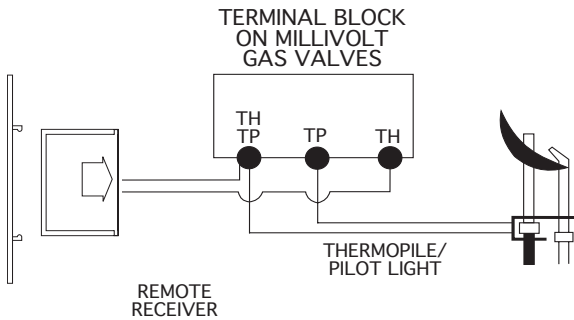 TERMINAL BLOCK
ON MILLIVOLT
GAS VALVES
TH
TP
TP
TH
THERMOPILE/
PILOT LIGHT
REMOTE
RECEIVER